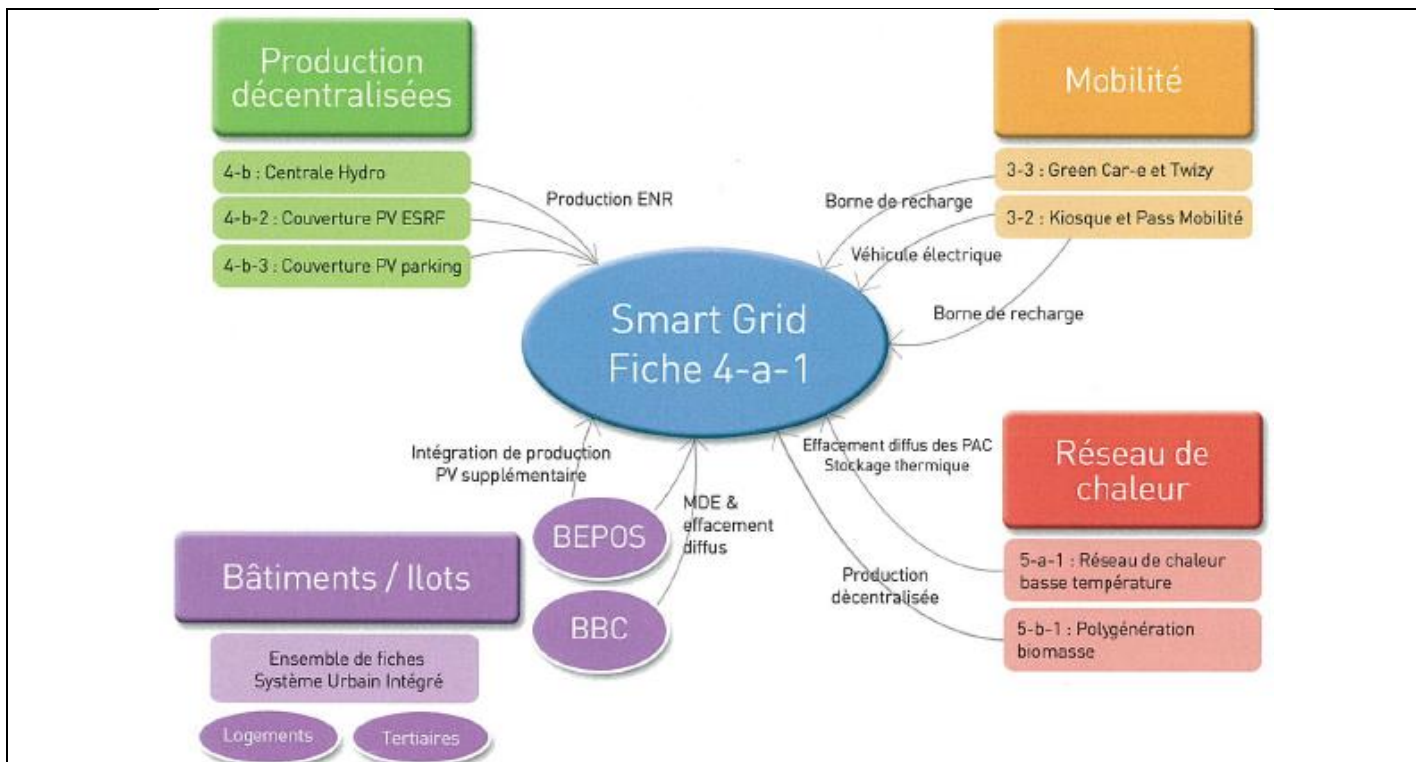 Production
décentralisées
4-b : Centrale Hydro
4-b-2 : Couverture PV ESRF
4-b-3 : Couverture PV parking
Production ENR
Mobilité
3-3 : Green Car-e et Twizy
3-2 : Kiosque et Pass Mobilité
Borne de recharge
Véhicule électrique
Borne de recharge
Smart Grid
Fiche 4-a-1
Intégration de production
PV supplémentaire
BEPOS
BBC
MDE &
effacement
diffus
Bâtiments / Ilots
Ensemble de fiches
Système Urbain Intégré
Logements
Tertiaires
Effacement diffus des PAC
Stockage thermique
Production
dècentralisée
Réseau de
chaleur
5-a-1 : Réseau de chaleur
basse température
5-b-1 : Polygénération
biomasse